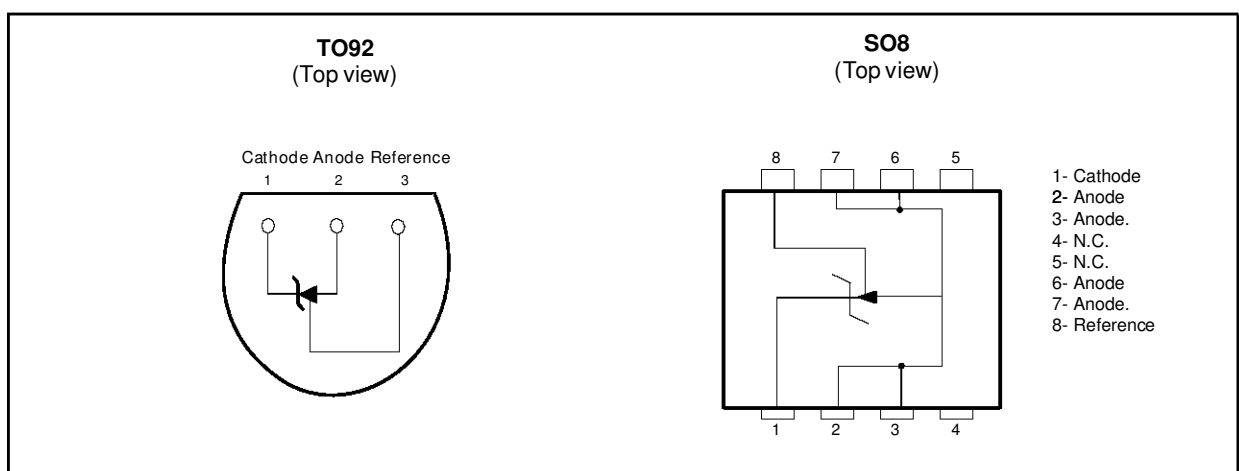 TO92
(Top view)
Cathode Anode Reference
1 2 3
SO8
(Top view)
8 7 6 5
1 2 3 4
1- Cathode
2- Anode
3- Anode.
4- N.C.
5- N.C.
6- Anode
7- Anode.
8- Reference